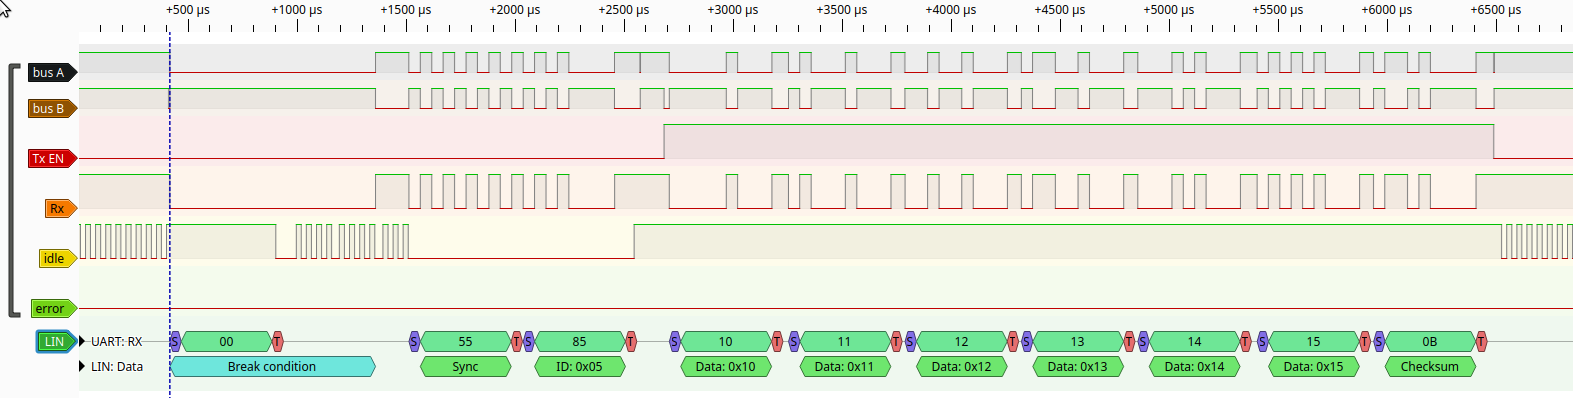 +500 µs +1000 µs +1500 µs +2000 µs +2500 µs +3000 µs +3500 µs +4000 µs +4500 µs +5000 µs +5500 µs +6000 µs +6500 µs
bus A
bus B
Tx EN
Rx
idle
error
LIN UART: RX S 00 T S 55 T S 85 T S 10 T S 11 T S 12 T S 13 T S 14 T S 15 T S 0B T
LIN: Data Break condition Sync ID: 0x05 Data: 0x10 Data: 0x11 Data: 0x12 Data: 0x13 Data: 0x14 Data: 0x15 Checksum